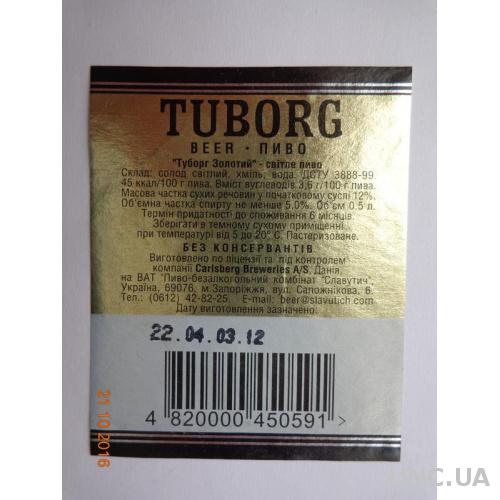 TUBORG
BEER · ПИВО
"Туборг Золотий" - світле пиво
Склад: солод світлий, хміль, вода. ДСТУ 3888-99.
45 ккал/100 г пива. Вміст вуглеводів 3,6 г/100 г пива.
Масова частка сухих речовин у початковому суслі 12%.
Об'ємна частка спирту не менше 5.0%. Об'єм 0.5 л.
Термін придатності до споживання 6 місяців.
Зберігати в темному сухому приміщенні
при температурі від 5 до 20° С. Пастеризоване.
БЕЗ КОНСЕРВАНТІВ
Виготовлено по ліцензії та під контролем
компанії Carlsberg Breweries A/S, Данія,
на ВАТ "Пиво-безалкогольний комбінат "Славутич",
Україна, 69076, м.Запоріжжя, вул. Сапожнікова, 6.
Тел.: (0612) 42-82-25. E-mail: beer@slavutich.com
Дату виготовлення зазначено:
22.04.03.12
4 820000 450591 >
21 10 2016
UNC.UA